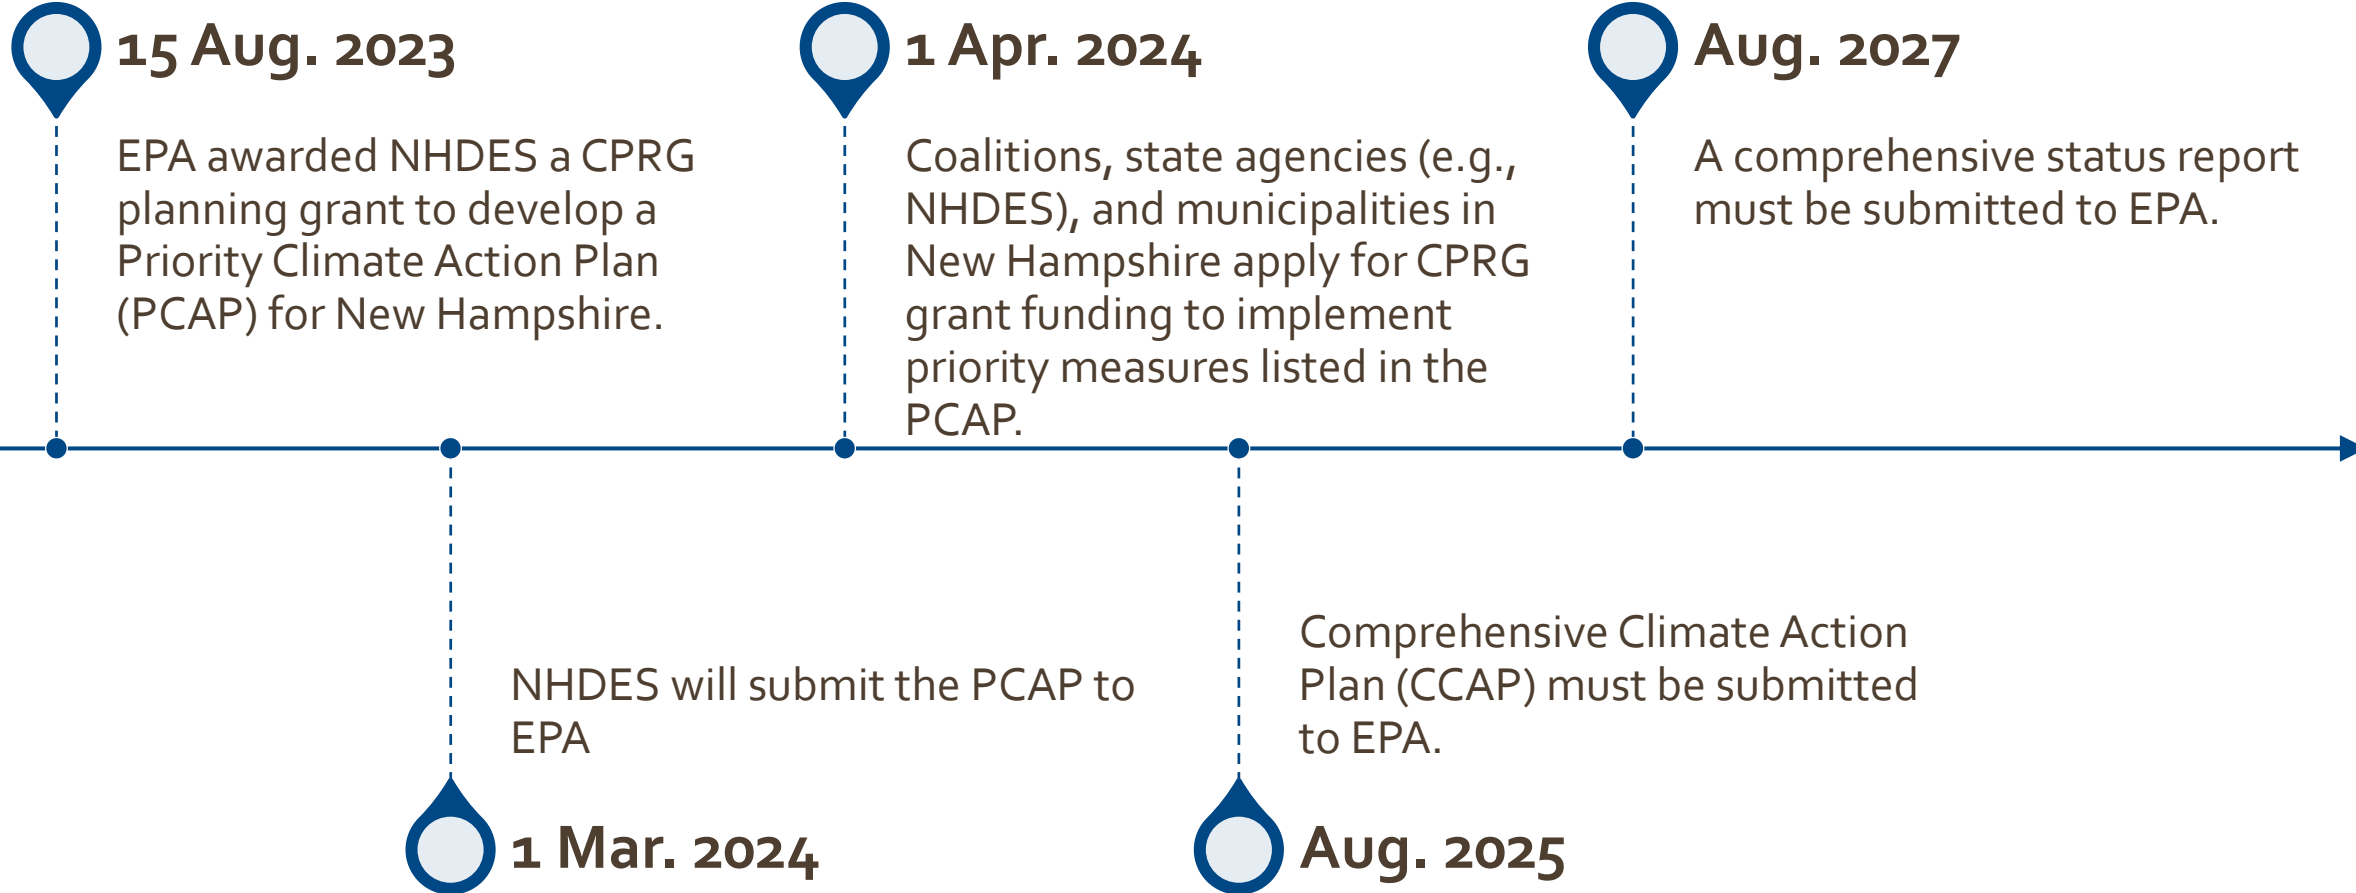 15 Aug. 2023
EPA awarded NHDES a CPRG
planning grant to develop a
Priority Climate Action Plan
(PCAP) for New Hampshire.
1 Apr. 2024
Coalitions, state agencies (e.g.,
NHDES), and municipalities in
New Hampshire apply for CPRG
grant funding to implement
priority measures listed in the
PCAP.
Aug. 2027
A comprehensive status report
must be submitted to EPA.
NHDES will submit the PCAP to
EPA
1 Mar. 2024
Comprehensive Climate Action
Plan (CCAP) must be submitted
to EPA.
Aug. 2025